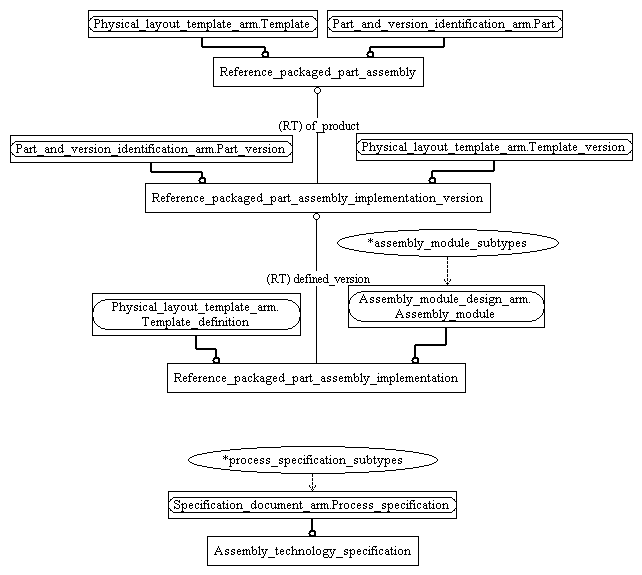 Physical_layout_template_arm.Template
Part_and_version_identification_arm.Part
Reference_packaged_part_assembly
(RT) of_product
Part_and_version_identification_arm.Part_version
Physical_layout_template_arm.Template_version
Reference_packaged_part_assembly_implementation_version
*assembly_module_subtypes
(RT) defined_version
Physical_layout_template_arm.
Template_definition
Assembly_module_design_arm.
Assembly_module
Reference_packaged_part_assembly_implementation
*process_specification_subtypes
Specification_document_arm.Process_specification
Assembly_technology_specification